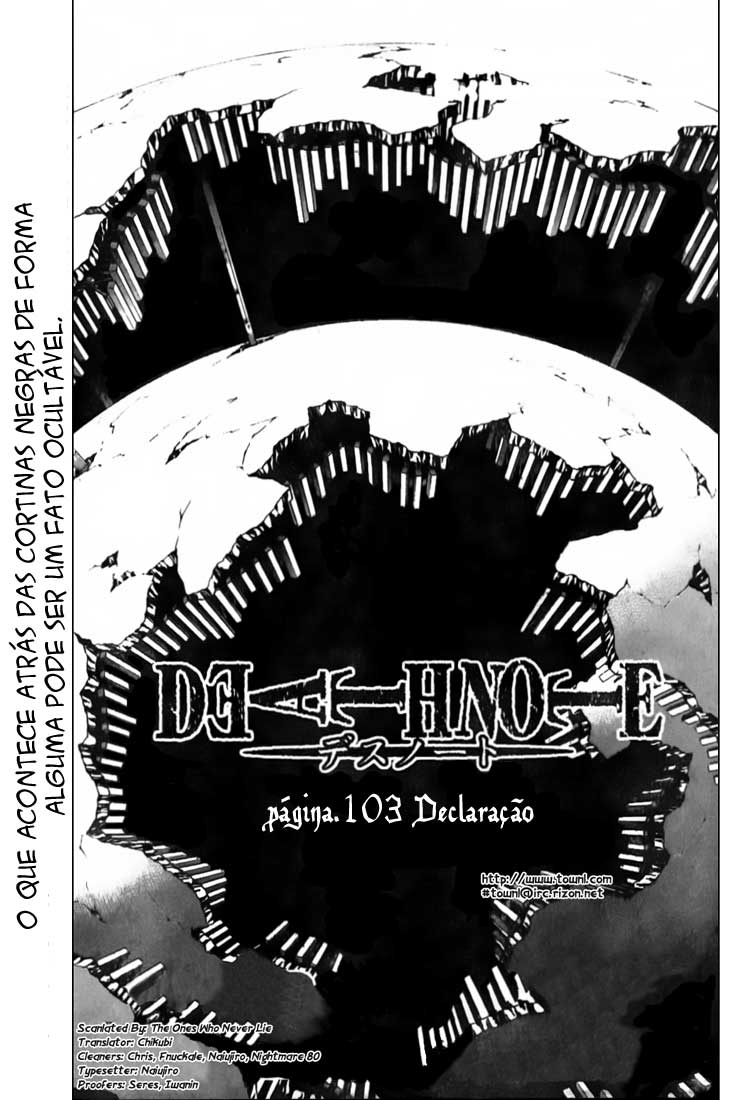 O QUE ACONTECE ATRÁS DAS CORTINAS NEGRAS DE FORMA
ALGUMA PODE SER UM FATO OCULTÁVEL.
DEATH NOTE
デスノート
página.103 Declaração
http://www.townl.com
#townl@irc.rizon.net
Scanlated By: The Ones Who Never Lie
Translator: Chikubi
Cleaners: Chris, Fnuckale, Naiujiro, Nightmare 80
Typesetter: Naiujiro
Proofers: Seres, Iwanin